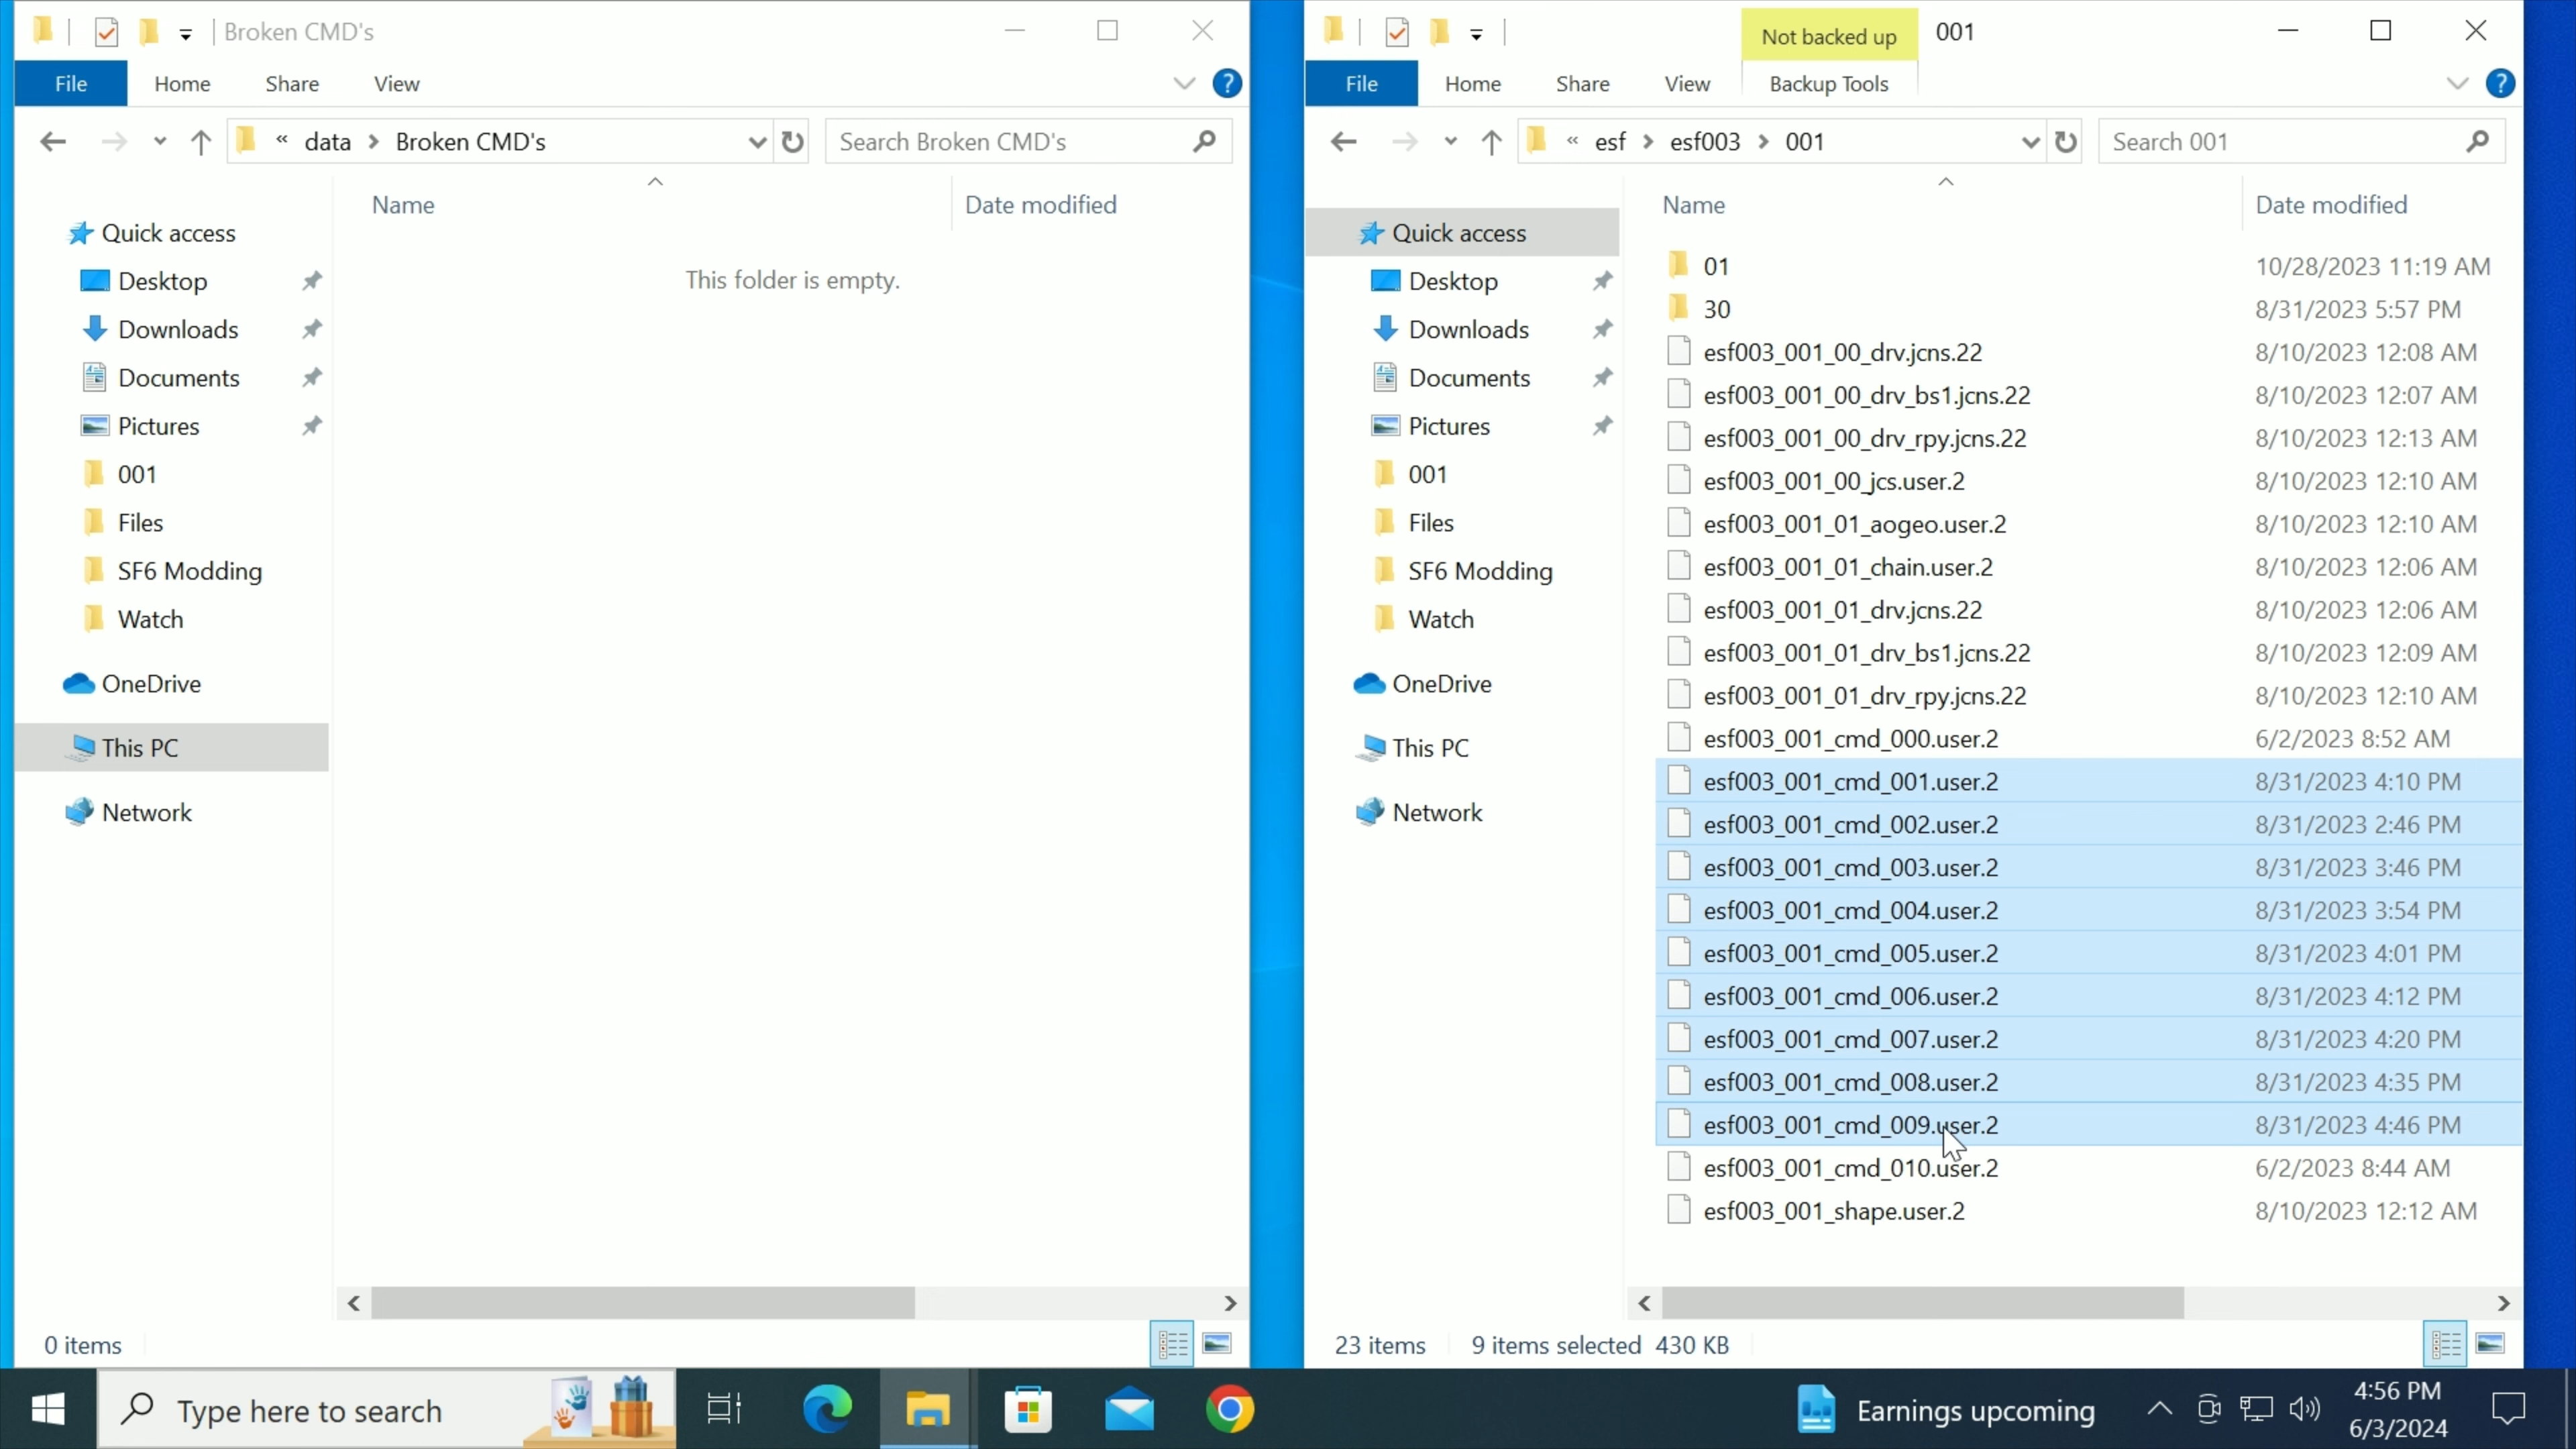 Broken CMD's
File Home Share View
« data > Broken CMD's
Search Broken CMD's
Name Date modified
This folder is empty.
Quick access
Desktop
Downloads
Documents
Pictures
001
Files
SF6 Modding
Watch
OneDrive
This PC
Network
0 items
Not backed up 001
File Home Share View Backup Tools
« esf > esf003 > 001
Search 001
Quick access
Desktop
Downloads
Documents
Pictures
001
Files
SF6 Modding
Watch
OneDrive
This PC
Network
Name Date modified
01 10/28/2023 11:19 AM
30 8/31/2023 5:57 PM
esf003_001_00_drv.jcns.22 8/10/2023 12:08 AM
esf003_001_00_drv_bs1.jcns.22 8/10/2023 12:07 AM
esf003_001_00_drv_rpy.jcns.22 8/10/2023 12:13 AM
esf003_001_00_jcs.user.2 8/10/2023 12:10 AM
esf003_001_01_aogeo.user.2 8/10/2023 12:10 AM
esf003_001_01_chain.user.2 8/10/2023 12:06 AM
esf003_001_01_drv.jcns.22 8/10/2023 12:06 AM
esf003_001_01_drv_bs1.jcns.22 8/10/2023 12:09 AM
esf003_001_01_drv_rpy.jcns.22 8/10/2023 12:10 AM
esf003_001_cmd_000.user.2 6/2/2023 8:52 AM
esf003_001_cmd_001.user.2 8/31/2023 4:10 PM
esf003_001_cmd_002.user.2 8/31/2023 2:46 PM
esf003_001_cmd_003.user.2 8/31/2023 3:46 PM
esf003_001_cmd_004.user.2 8/31/2023 3:54 PM
esf003_001_cmd_005.user.2 8/31/2023 4:01 PM
esf003_001_cmd_006.user.2 8/31/2023 4:12 PM
esf003_001_cmd_007.user.2 8/31/2023 4:20 PM
esf003_001_cmd_008.user.2 8/31/2023 4:35 PM
esf003_001_cmd_009.user.2 8/31/2023 4:46 PM
esf003_001_cmd_010.user.2 6/2/2023 8:44 AM
esf003_001_shape.user.2 8/10/2023 12:12 AM
23 items 9 items selected 430 KB
Type here to search
Earnings upcoming
4:56 PM
6/3/2024